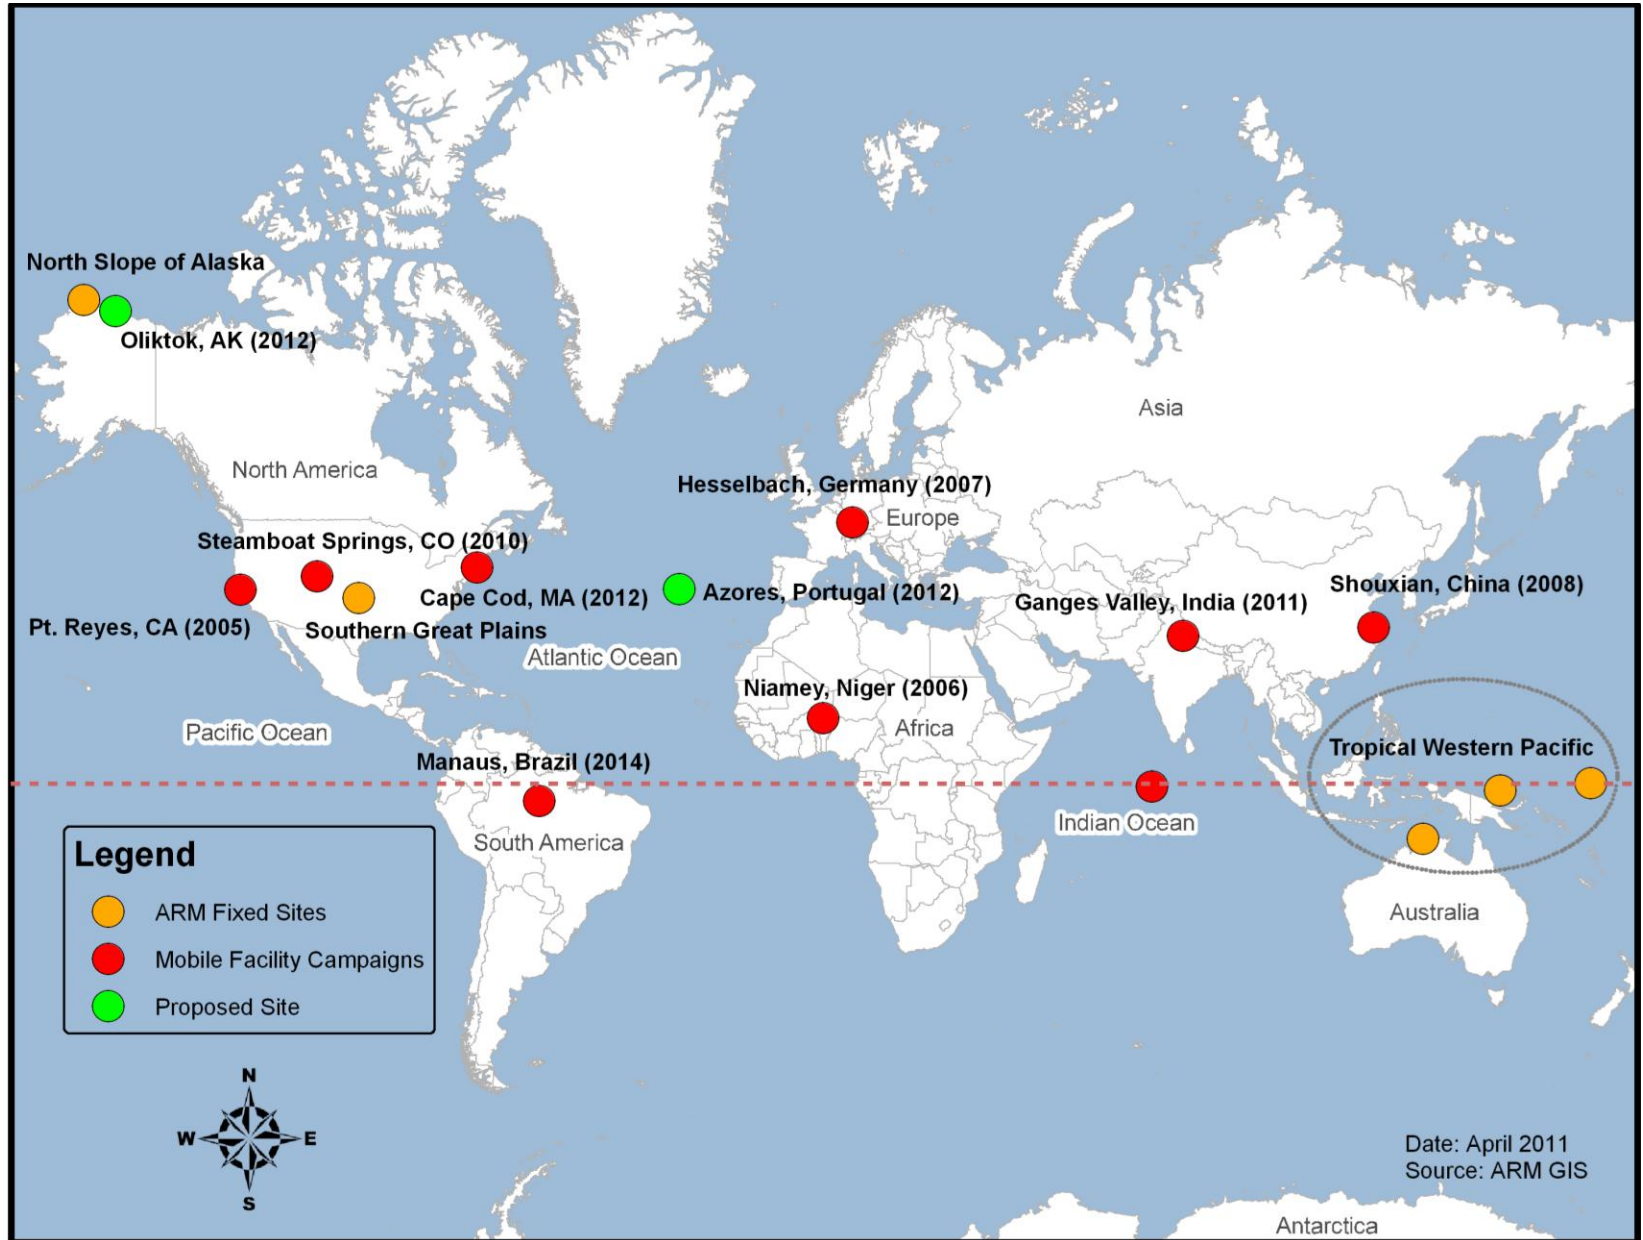 North Slope of Alaska
Oliktok, AK (2012)
Asia
North America
Hesselbach, Germany (2007)
Europe
Steamboat Springs, CO (2010)
Cape Cod, MA (2012)
Azores, Portugal (2012)
Shouxian, China (2008)
Ganges Valley, India (2011)
Pt. Reyes, CA (2005)
Southern Great Plains
Atlantic Ocean
Niamey, Niger (2006)
Africa
Pacific Ocean
Tropical Western Pacific
Manaus, Brazil (2014)
Indian Ocean
South America
Australia
Legend
ARM Fixed Sites
Mobile Facility Campaigns
Proposed Site
N
W E
S
Date: April 2011
Source: ARM GIS
Antarctica